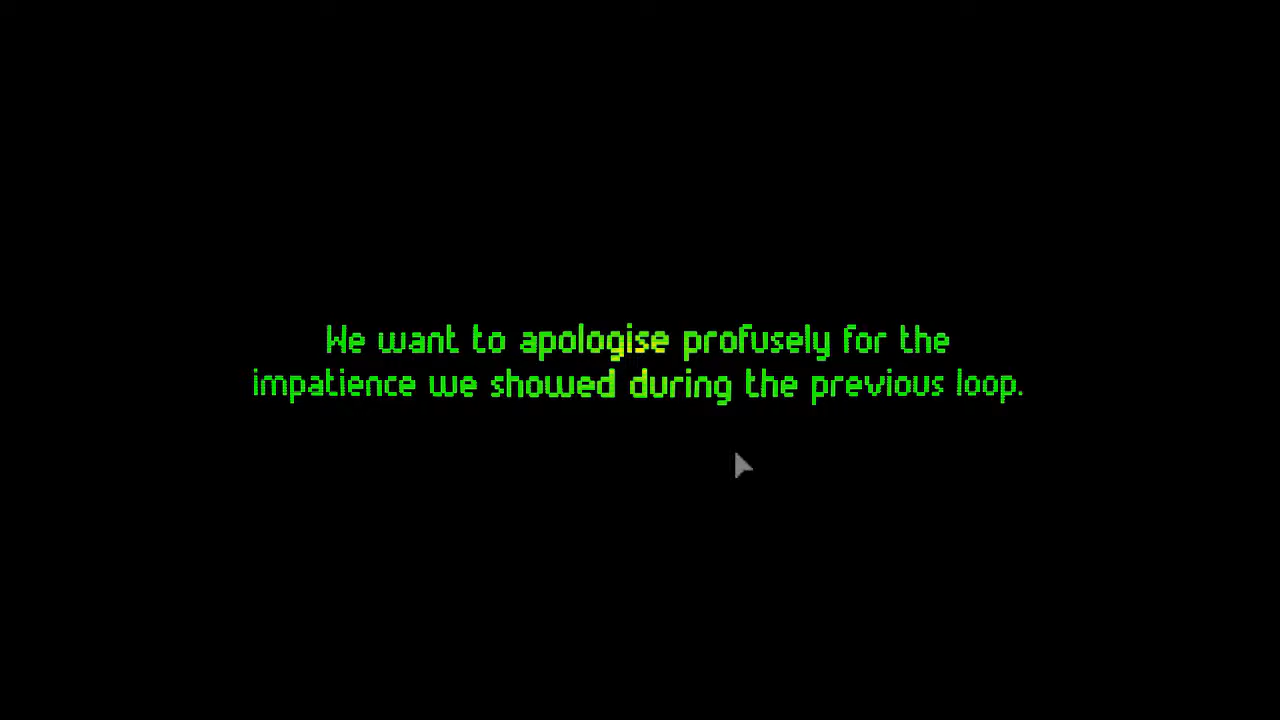 We want to apologise profusely for the
impatience we showed during the previous loop.